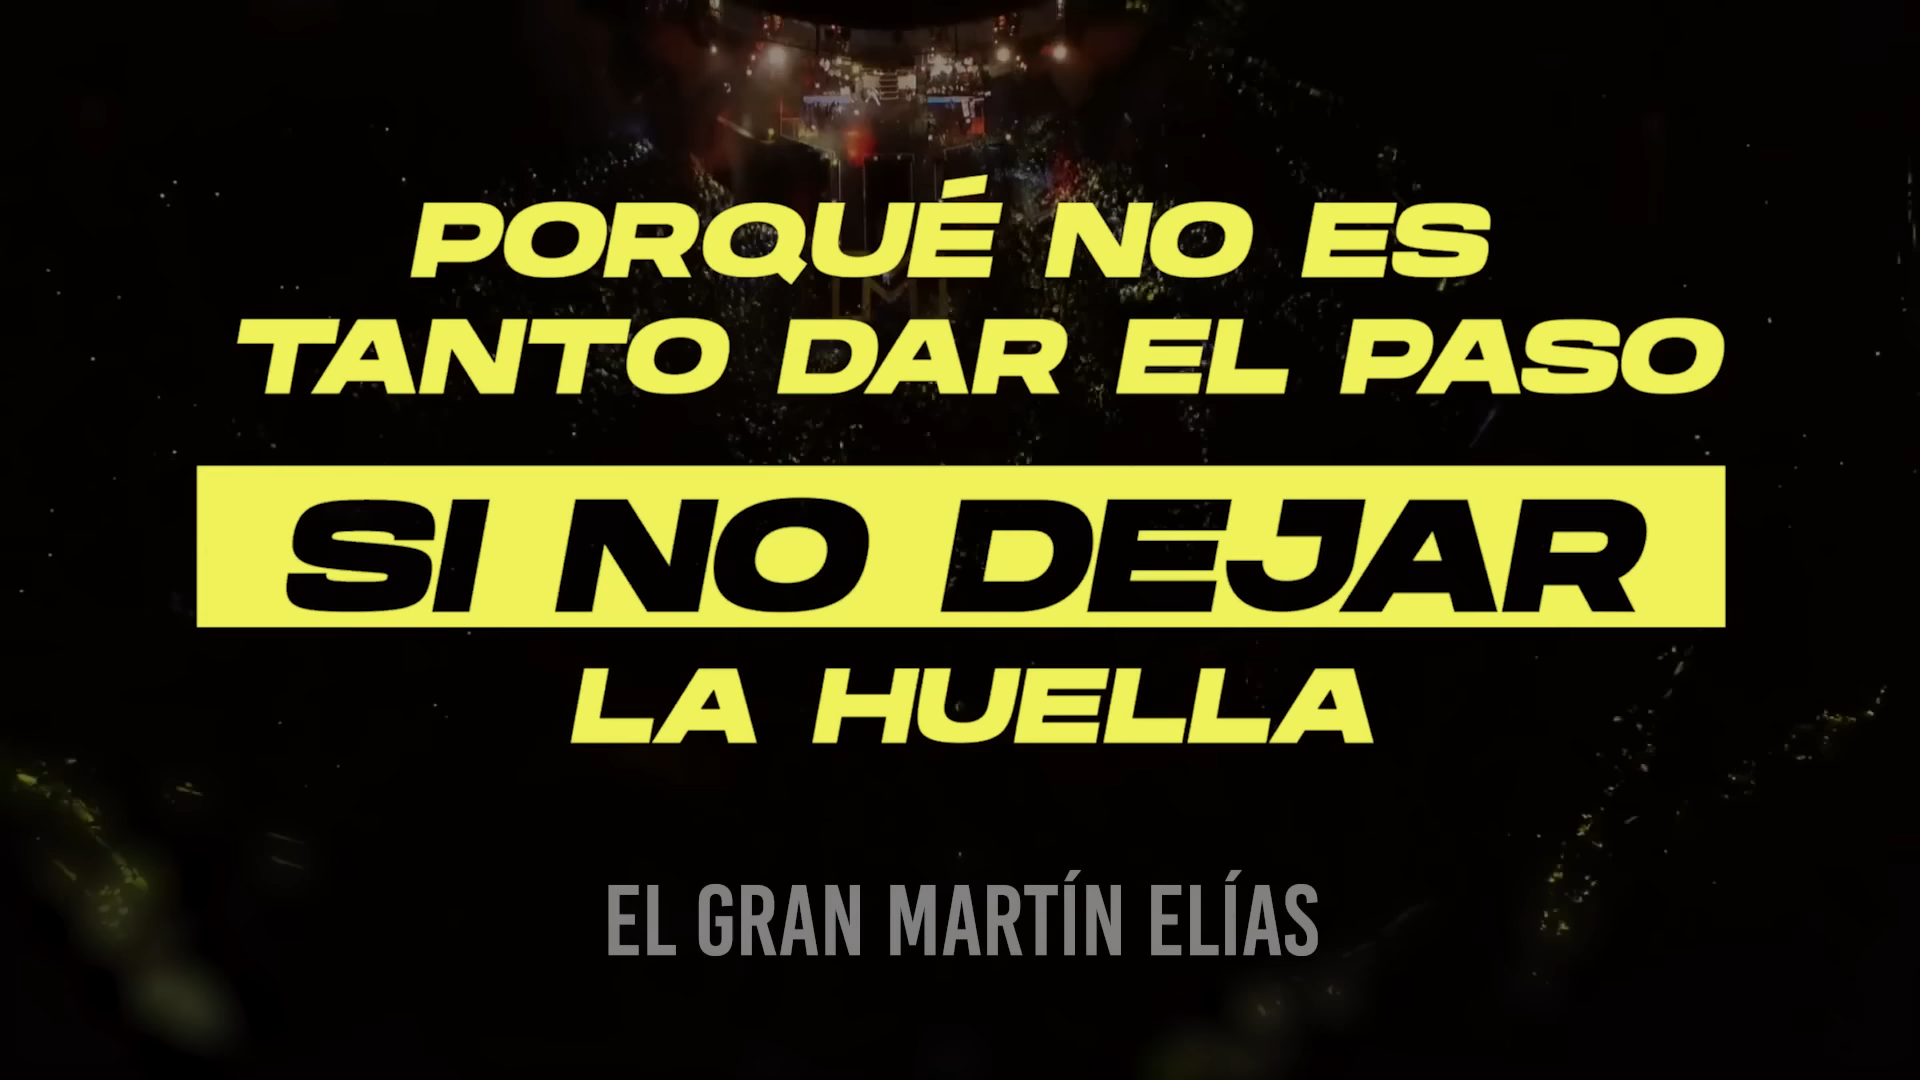 PORQUÉ NO ES
TANTO DAR EL PASO
SI NO DEJAR
LA HUELLA
EL GRAN MARTÍN ELÍAS